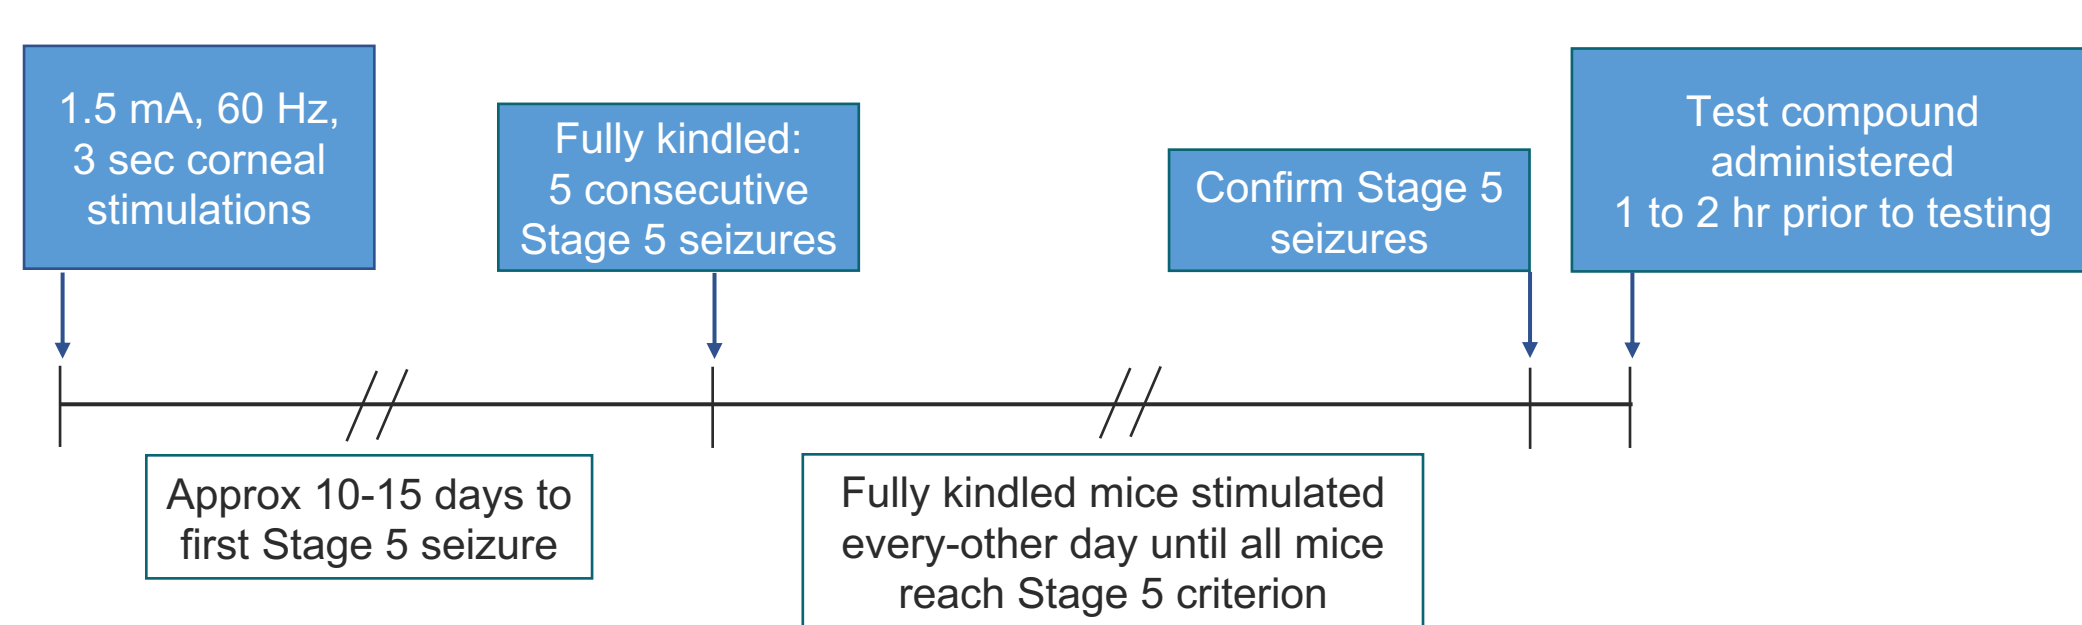 1.5 mA, 60 Hz,
3 sec corneal
stimulations
Fully kindled:
5 consecutive
Stage 5 seizures
Confirm Stage 5
seizures
Test compound
administered
1 to 2 hr prior to testing
Approx 10-15 days to
first Stage 5 seizure
Fully kindled mice stimulated
every-other day until all mice
reach Stage 5 criterion